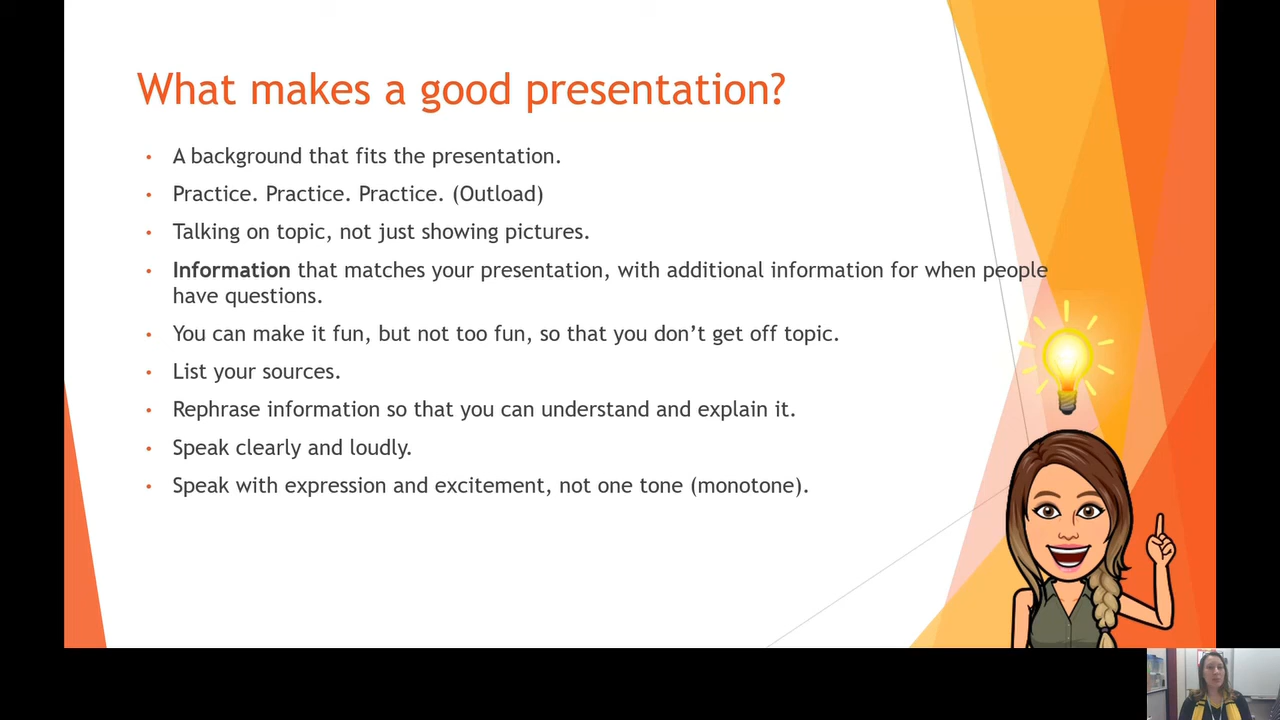 What makes a good presentation?
• A background that fits the presentation.
• Practice. Practice. Practice. (Outload)
• Talking on topic, not just showing pictures.
• Information that matches your presentation, with additional information for when people
have questions.
• You can make it fun, but not too fun, so that you don’t get off topic.
• List your sources.
• Rephrase information so that you can understand and explain it.
• Speak clearly and loudly.
• Speak with expression and excitement, not one tone (monotone).